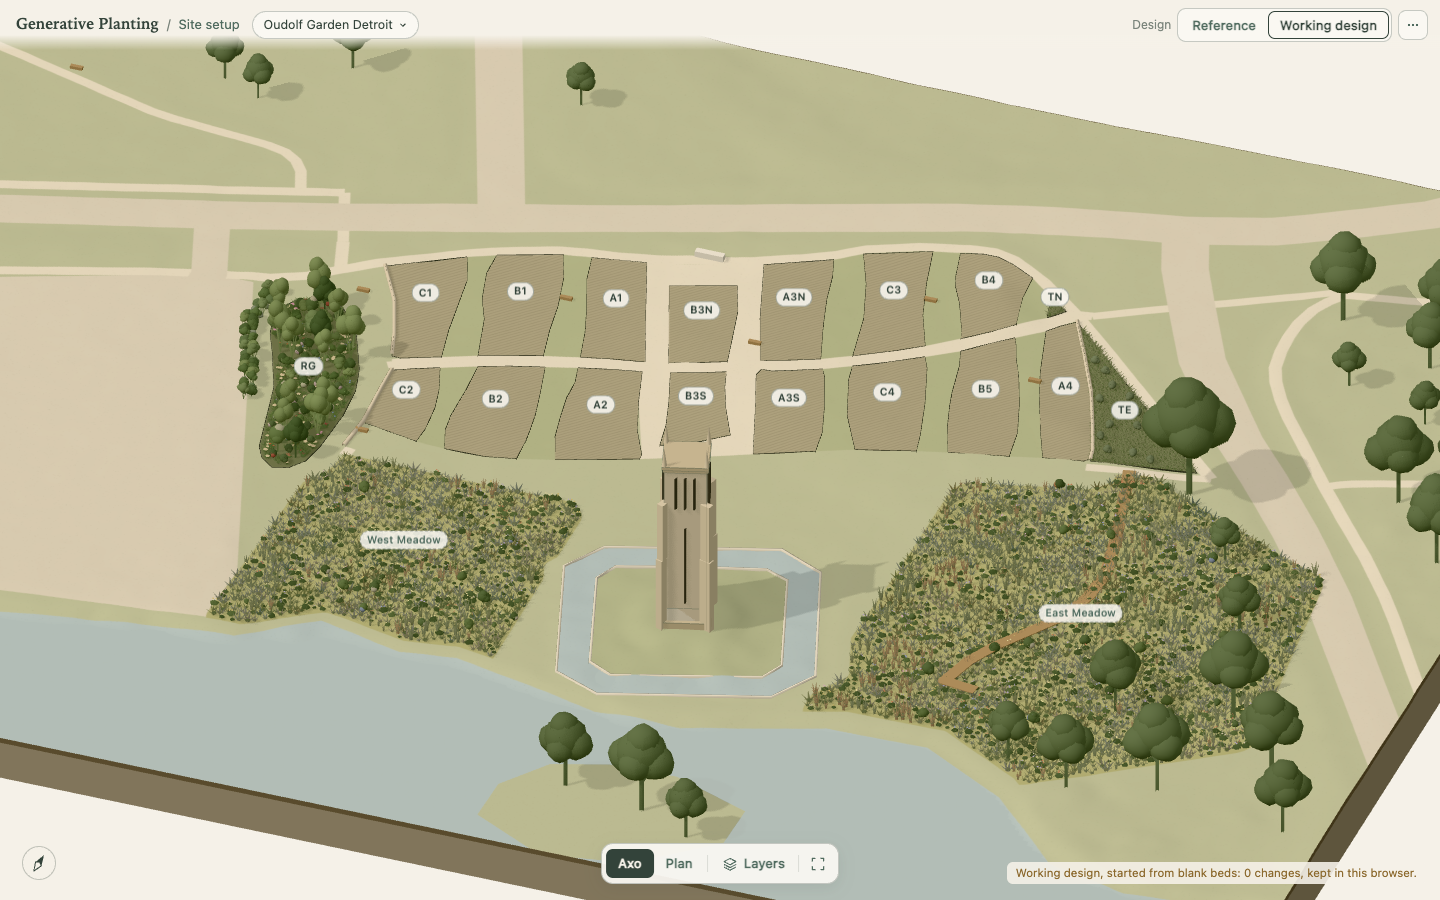 Generative Planting / Site setup Oudolf Garden Detroit
Design Reference Working design ...
C1 B1 A1 B3N A3N C3 B4 TN
RG C2 B2 A2 B3S A3S C4 B5 A4 TE
West Meadow
East Meadow
Axo Plan Layers
Working design, started from blank beds: 0 changes, kept in this browser.